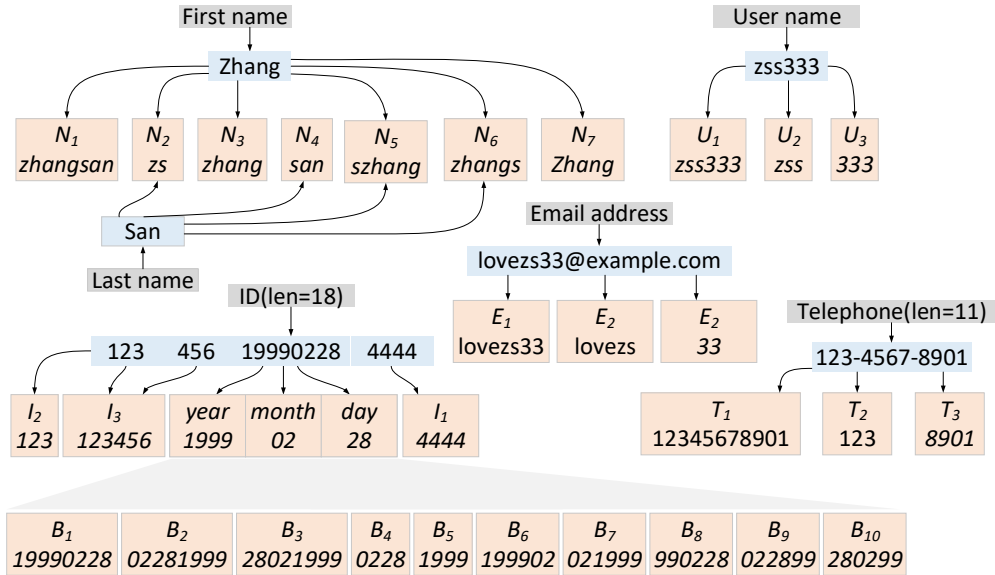 First name
User name
Zhang
zss333
N1
N2
N3
N4
N5
N6
N7
U1
U2
U3
zhangsan
zs
zhang
san
szhang
zhangs
Zhang
zss333
zss
333
San
Last name
Email address
lovezs33@example.com
E1
E2
E2
lovezs33
lovezs
33
ID(len=18)
123 456 19990228 4444
Telephone(len=11)
123-4567-8901
I2
I3
year
month
day
I1
123
123456
1999
02
28
4444
T1
T2
T3
12345678901
123
8901
B1
B2
B3
B4
B5
B6
B7
B8
B9
B10
19990228
02281999
28021999
0228
1999
199902
021999
990228
022899
280299